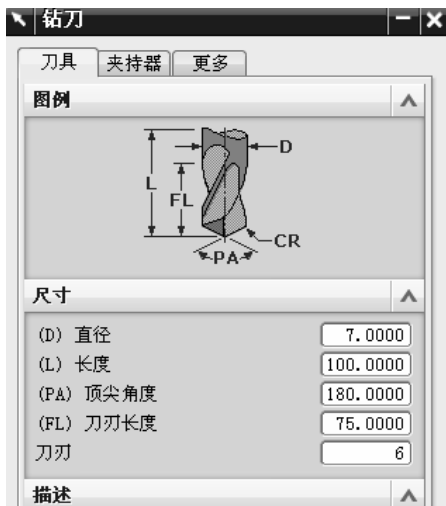 钻刀
刀具 夹持器 更多
图例
D
L
FL
CR
PA
尺寸
(D) 直径 7.0000
(L) 长度 100.0000
(PA) 顶尖角度 180.0000
(FL) 刀刃长度 75.0000
刀刃 6
描述